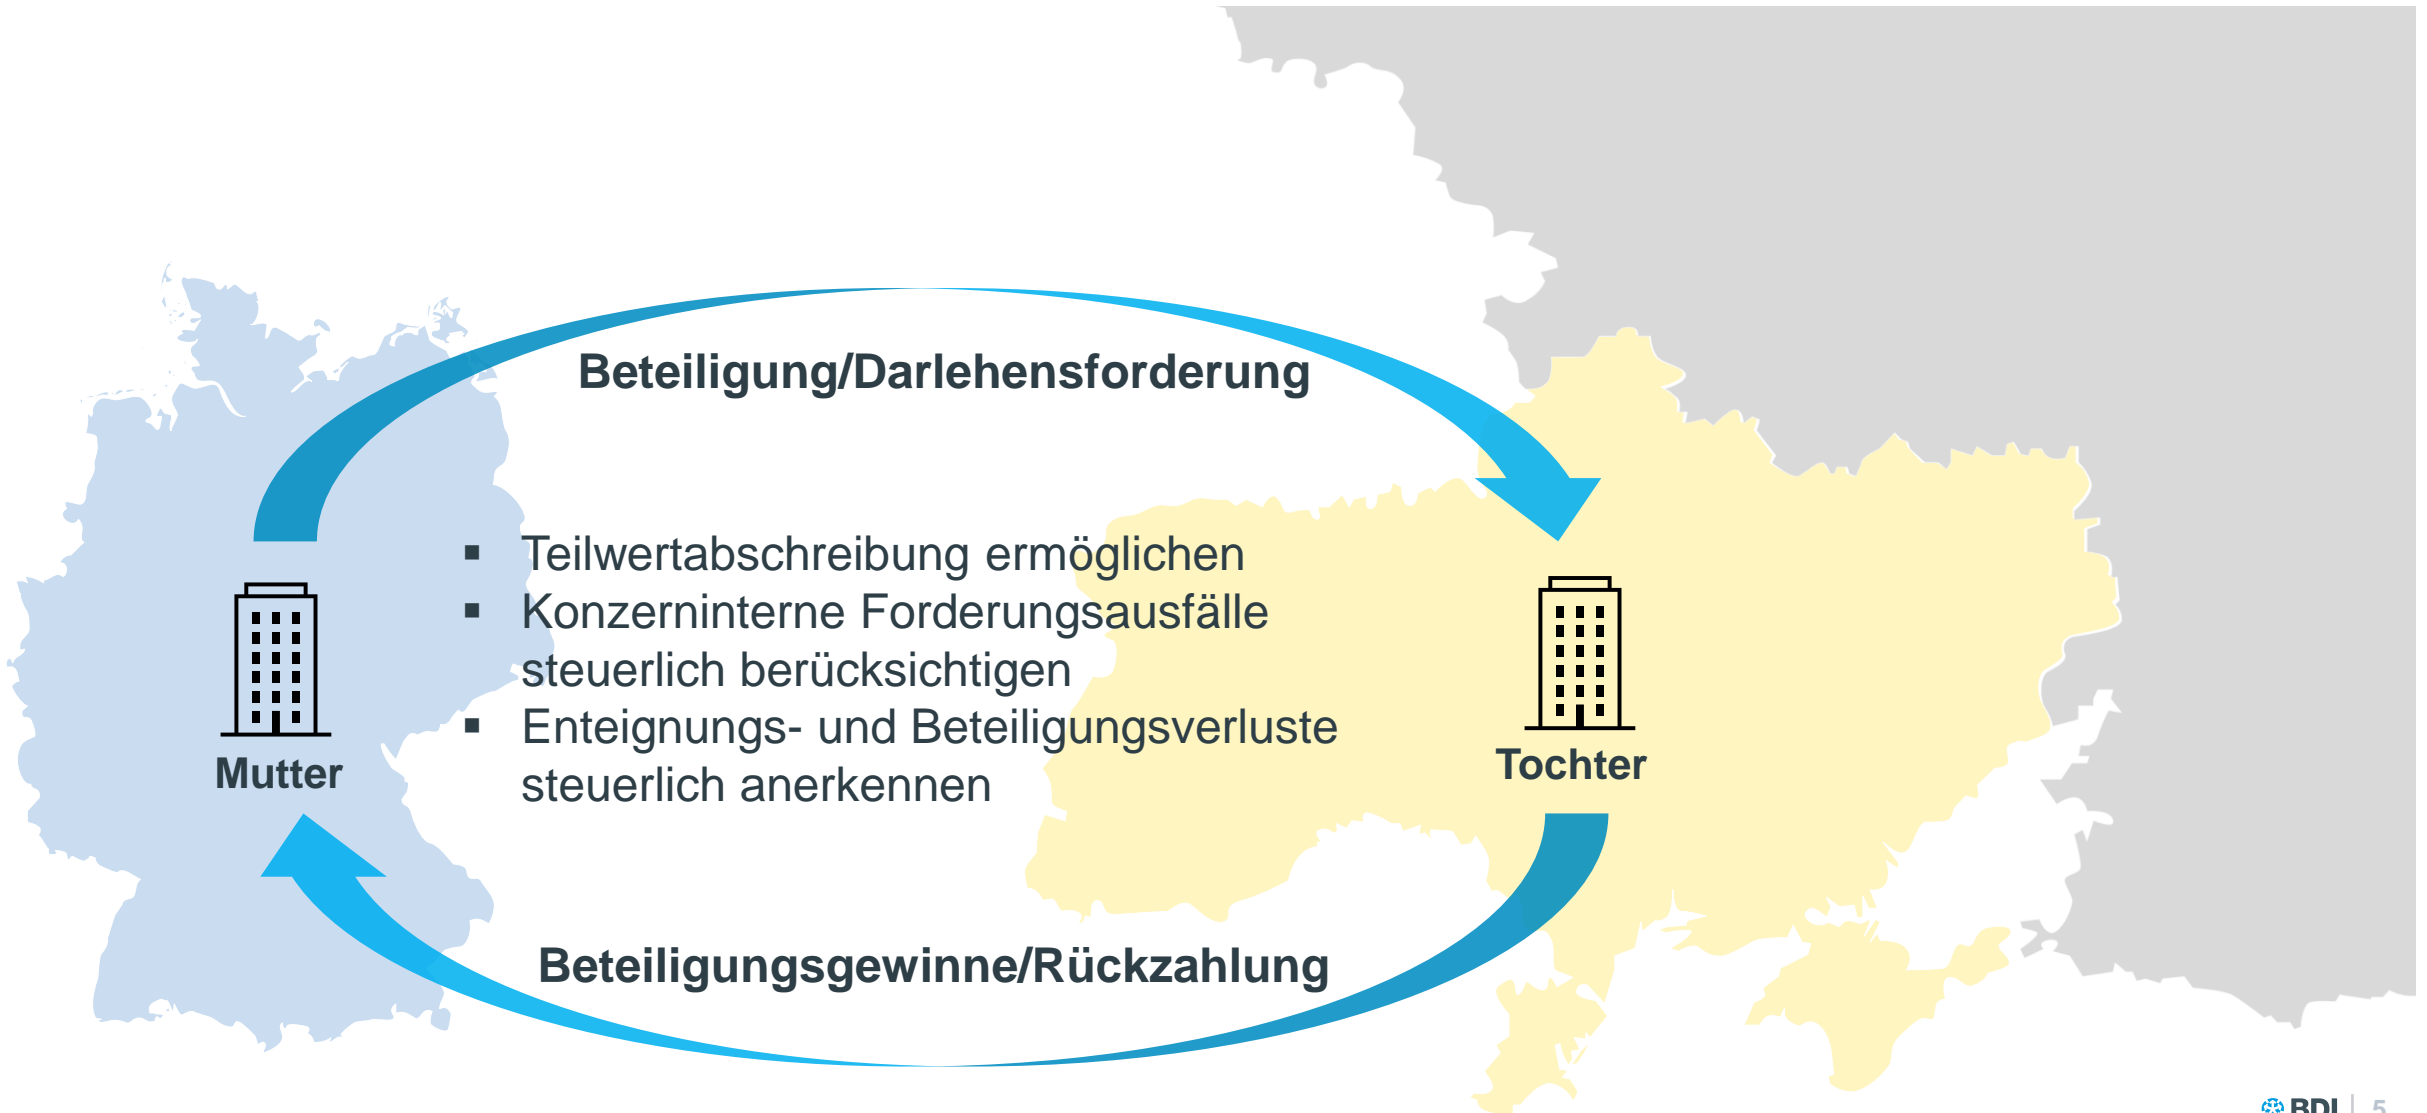 Beteiligung/Darlehensforderung
▪ Teilwertabschreibung ermöglichen
▪ Konzerninterne Forderungsausfälle
steuerlich berücksichtigen
▪ Enteignungs- und Beteiligungsverluste
steuerlich anerkennen
Mutter
Tochter
Beteiligungsgewinne/Rückzahlung
BDI | 5